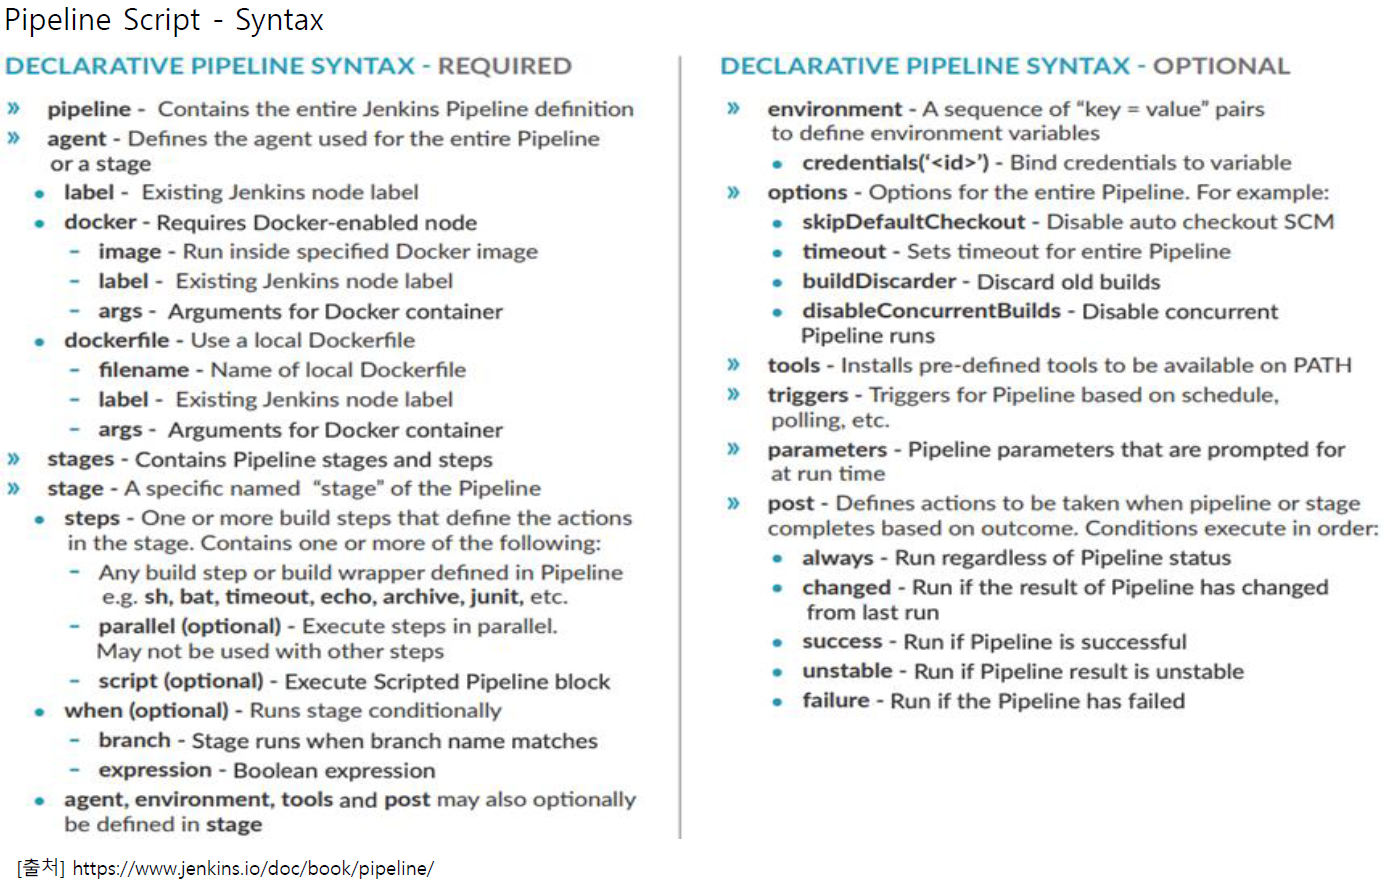 Pipeline Script - Syntax
DECLARATIVE PIPELINE SYNTAX - REQUIRED
» pipeline - Contains the entire Jenkins Pipeline definition
» agent - Defines the agent used for the entire Pipeline
or a stage
• label - Existing Jenkins node label
• docker - Requires Docker-enabled node
- image - Run inside specified Docker image
- label - Existing Jenkins node label
- args - Arguments for Docker container
• dockerfile - Use a local Dockerfile
- filename - Name of local Dockerfile
- label - Existing Jenkins node label
- args - Arguments for Docker container
» stages - Contains Pipeline stages and steps
» stage - A specific named “stage” of the Pipeline
• steps - One or more build steps that define the actions
in the stage. Contains one or more of the following:
- Any build step or build wrapper defined in Pipeline
e.g. sh, bat, timeout, echo, archive, junit, etc.
- parallel (optional) - Execute steps in parallel.
May not be used with other steps
- script (optional) - Execute Scripted Pipeline block
• when (optional) - Runs stage conditionally
- branch - Stage runs when branch name matches
- expression - Boolean expression
• agent, environment, tools and post may also optionally
be defined in stage
DECLARATIVE PIPELINE SYNTAX - OPTIONAL
» environment - A sequence of “key = value” pairs
to define environment variables
• credentials(‘<id>’) - Bind credentials to variable
» options - Options for the entire Pipeline. For example:
• skipDefaultCheckout - Disable auto checkout SCM
• timeout - Sets timeout for entire Pipeline
• buildDiscarder - Discard old builds
• disableConcurrentBuilds - Disable concurrent
Pipeline runs
» tools - Installs pre-defined tools to be available on PATH
» triggers - Triggers for Pipeline based on schedule,
polling, etc.
» parameters - Pipeline parameters that are prompted for
at run time
» post - Defines actions to be taken when pipeline or stage
completes based on outcome. Conditions execute in order:
• always - Run regardless of Pipeline status
• changed - Run if the result of Pipeline has changed
from last run
• success - Run if Pipeline is successful
• unstable - Run if Pipeline result is unstable
• failure - Run if the Pipeline has failed
[출처] https://www.jenkins.io/doc/book/pipeline/